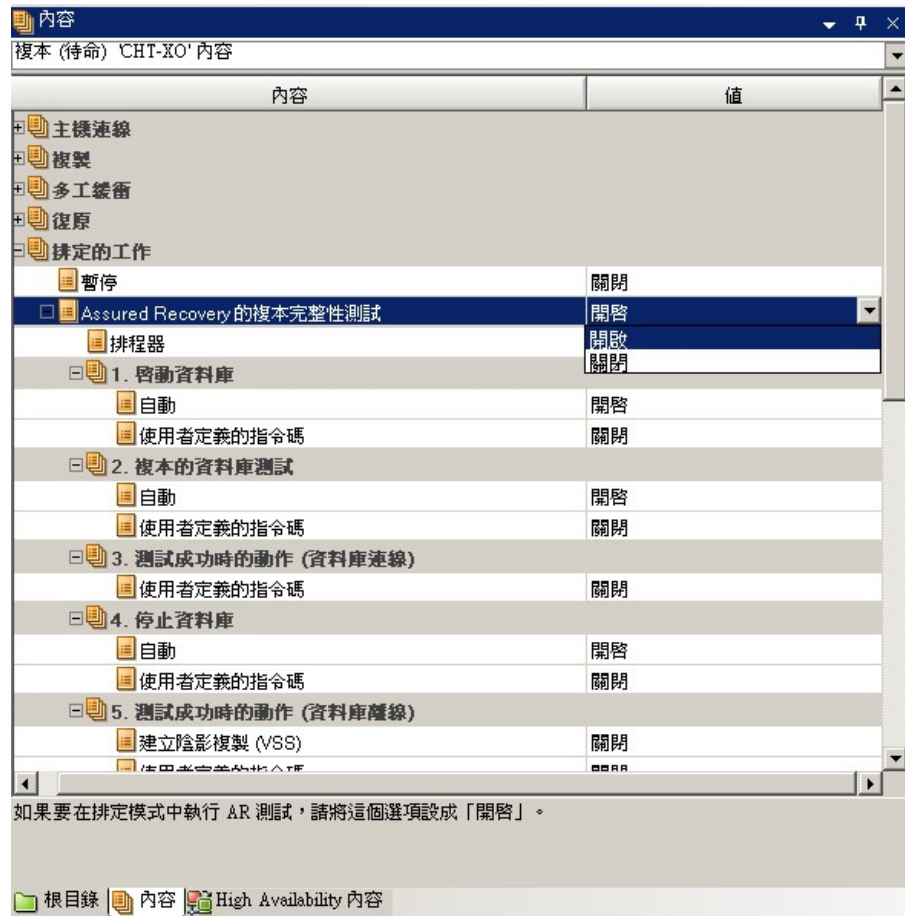 內容
複本 (待命) 'CHT-XO' 內容
內容 值
主機連線
複製
多工緩衝
復原
排定的工作
暫停 關閉
Assured Recovery 的複本完整性測試 開啓
排程器 開啟
關閉
1. 啓動資料庫
自動 開啓
使用者定義的指令碼 關閉
2. 複本的資料庫測試
自動 開啓
使用者定義的指令碼 關閉
3. 測試成功時的動作 (資料庫連線)
使用者定義的指令碼 關閉
4. 停止資料庫
自動 開啓
使用者定義的指令碼 關閉
5. 測試成功時的動作 (資料庫離線)
建立陰影複製 (VSS) 關閉
如果要在排定模式中執行 AR 測試，請將這個選項設成「開啓」。
根目錄 內容 High Availability 內容